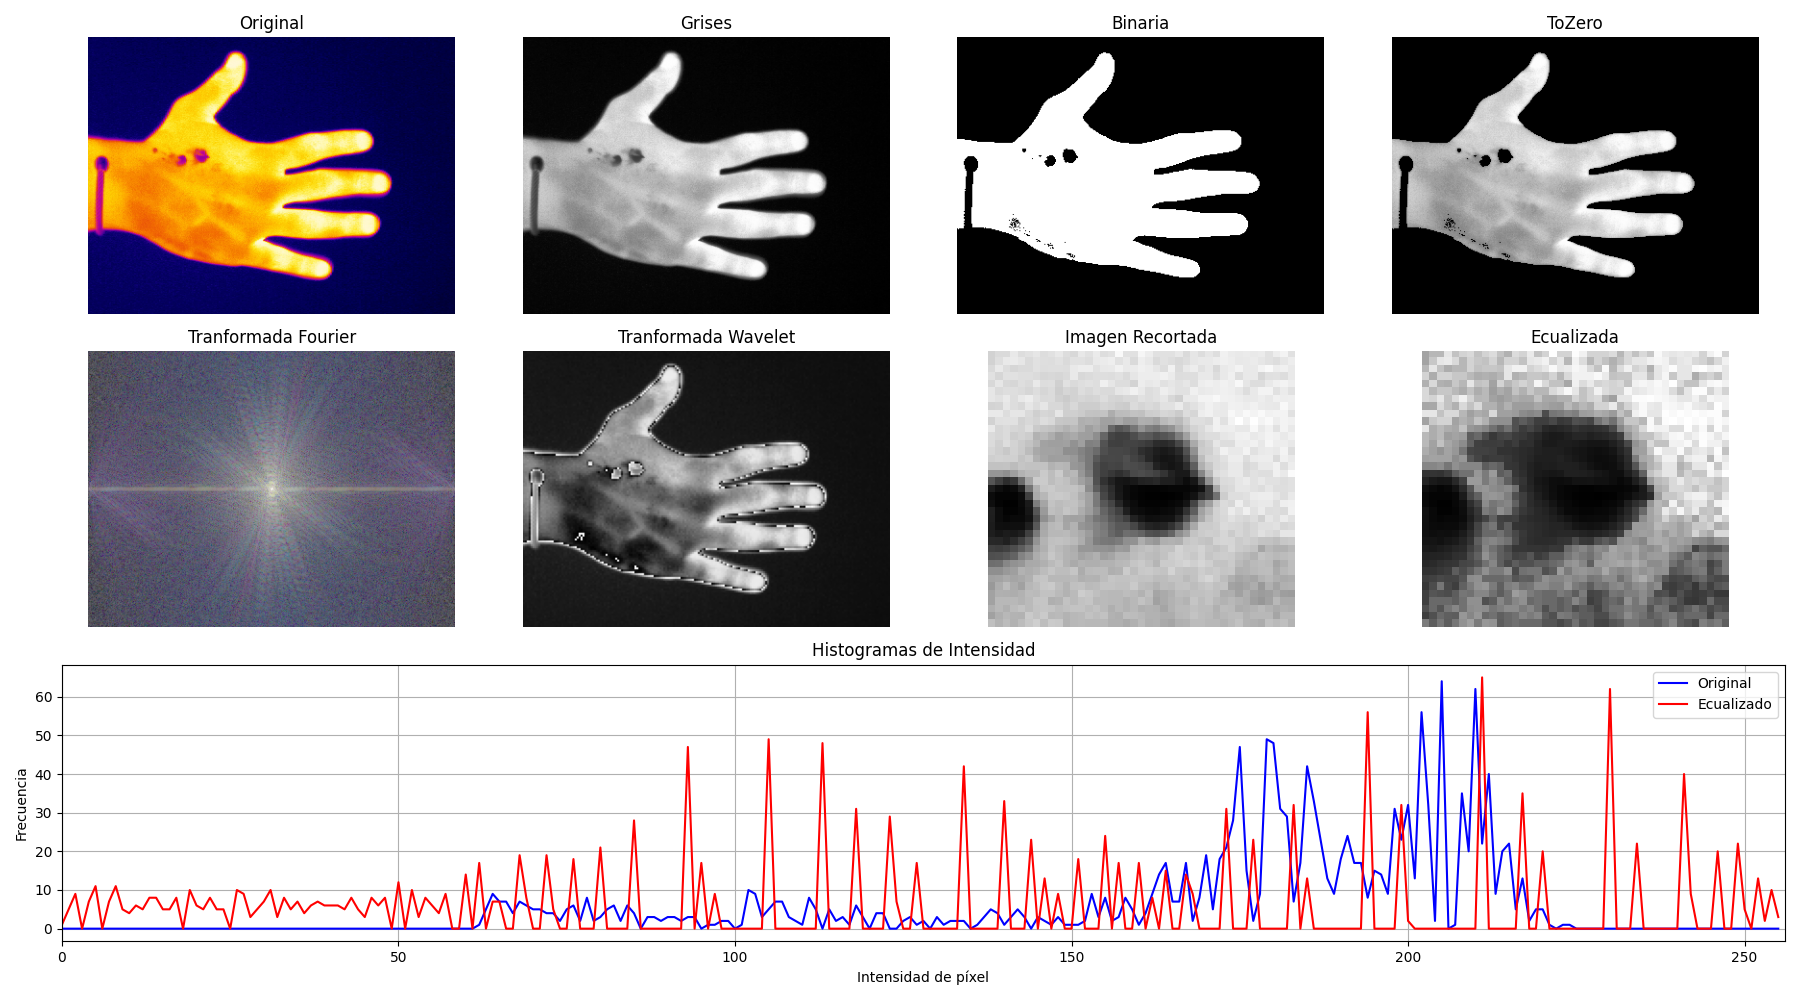 Original
Grises
Binaria
ToZero
Tranformada Fourier
Tranformada Wavelet
Imagen Recortada
Ecualizada
Histogramas de Intensidad
Frecuencia
60
50
40
30
20
10
0
Original
Ecualizado
0
50
100
150
200
250
Intensidad de píxel